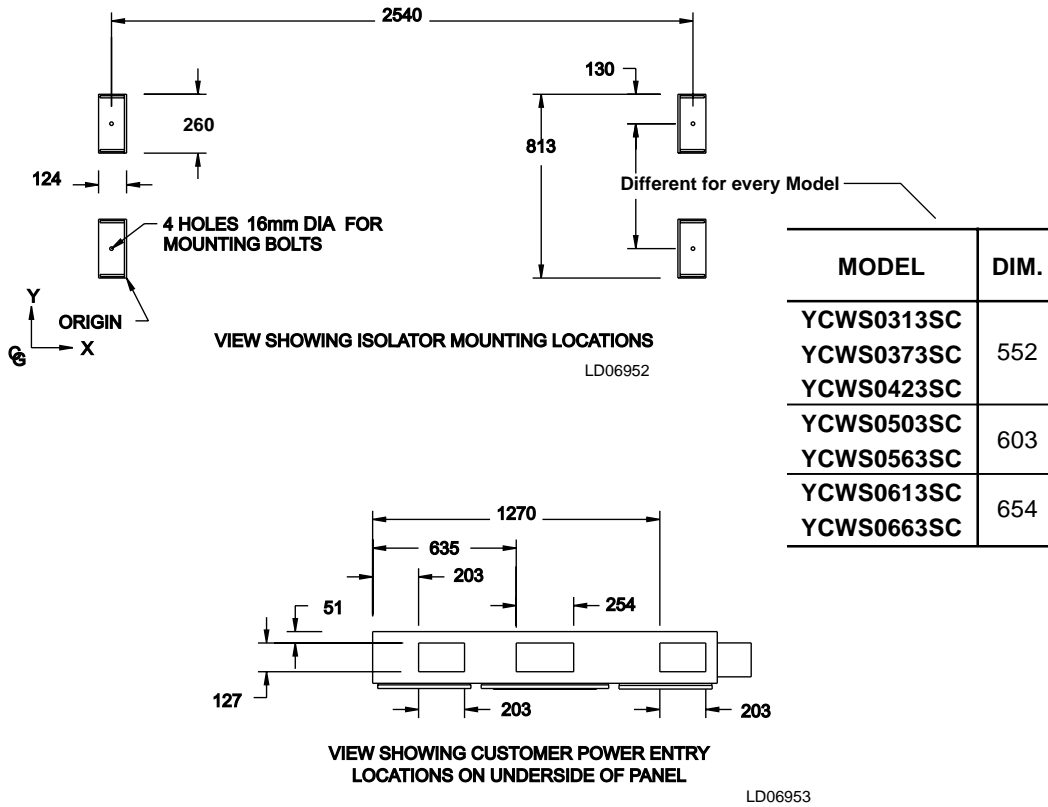 2540
130
260
813
124
Different for every Model
4 HOLES 16mm DIA FOR
MOUNTING BOLTS
MODEL DIM.
Y
ORIGIN
CG X
VIEW SHOWING ISOLATOR MOUNTING LOCATIONS
LD06952
YCWS0313SC
YCWS0373SC 552
YCWS0423SC
YCWS0503SC
603
YCWS0563SC
YCWS0613SC
654
YCWS0663SC
1270
635
203
51 254
127
203 203
VIEW SHOWING CUSTOMER POWER ENTRY
LOCATIONS ON UNDERSIDE OF PANEL
LD06953